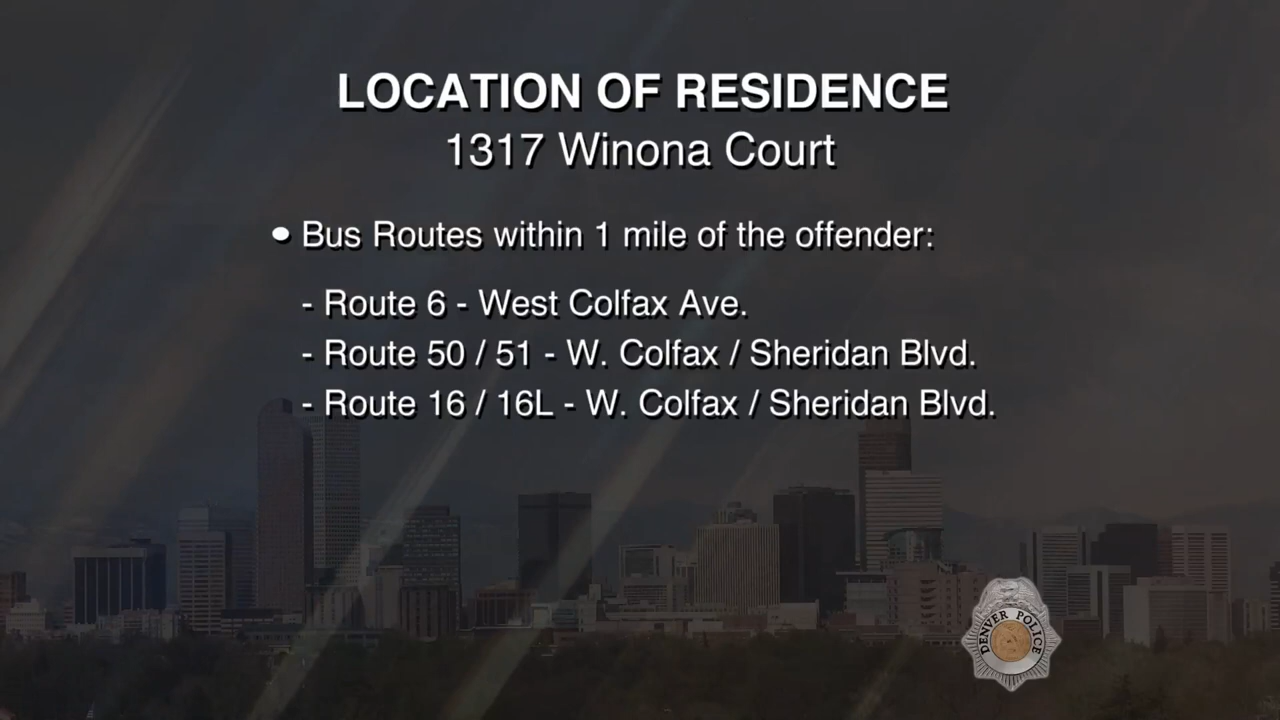 LOCATION OF RESIDENCE
1317 Winona Court
• Bus Routes within 1 mile of the offender:
- Route 6 - West Colfax Ave.
- Route 50 / 51 - W. Colfax / Sheridan Blvd.
- Route 16 / 16L - W. Colfax / Sheridan Blvd.
DENVER POLICE